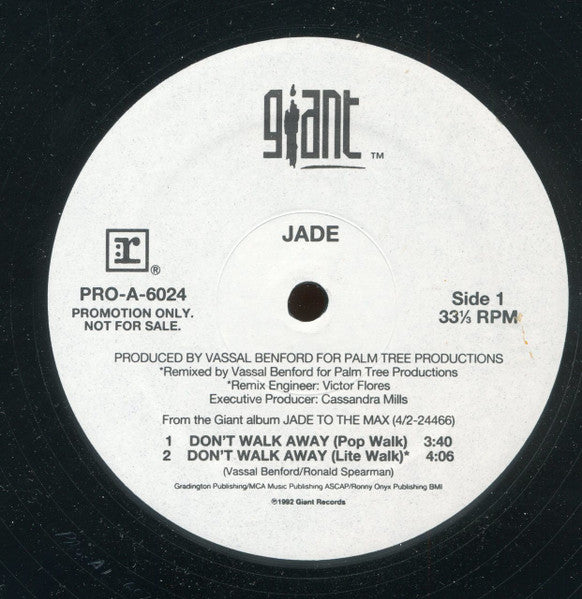 giant ™
JADE
r ®
PRO-A-6024
PROMOTION ONLY.
NOT FOR SALE.
Side 1
33⅓ RPM
PRODUCED BY VASSAL BENFORD FOR PALM TREE PRODUCTIONS
*Remixed by Vassal Benford for Palm Tree Productions
*Remix Engineer: Victor Flores
Executive Producer: Cassandra Mills
From the Giant album JADE TO THE MAX (4/2-24466)
1 DON'T WALK AWAY (Pop Walk) 3:40
2 DON'T WALK AWAY (Lite Walk)* 4:06
(Vassal Benford/Ronald Spearman)
Gradington Publishing/MCA Music Publishing ASCAP/Ronny Onyx Publishing BMI
℗1992 Giant Records